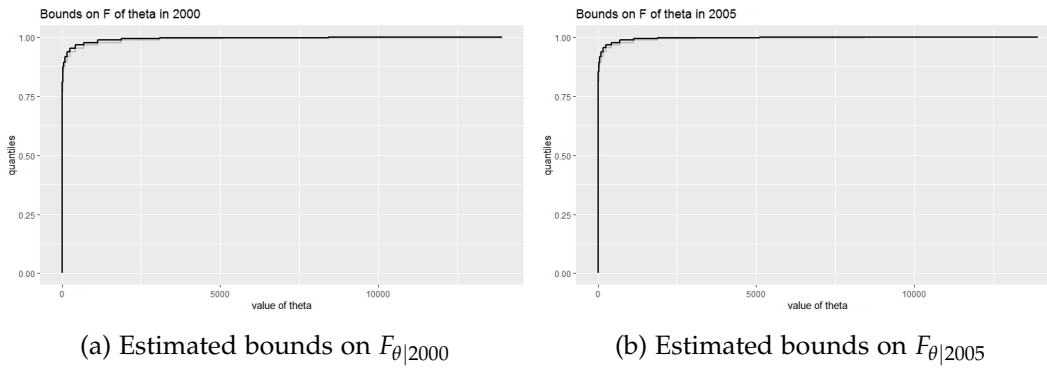 Bounds on F of theta in 2000
1.00
0.75
0.50
0.25
0.00
quantiles
0
5000
10000
value of theta
(a) Estimated bounds on F_{θ|2000}
Bounds on F of theta in 2005
1.00
0.75
0.50
0.25
0.00
quantiles
0
5000
10000
value of theta
(b) Estimated bounds on F_{θ|2005}